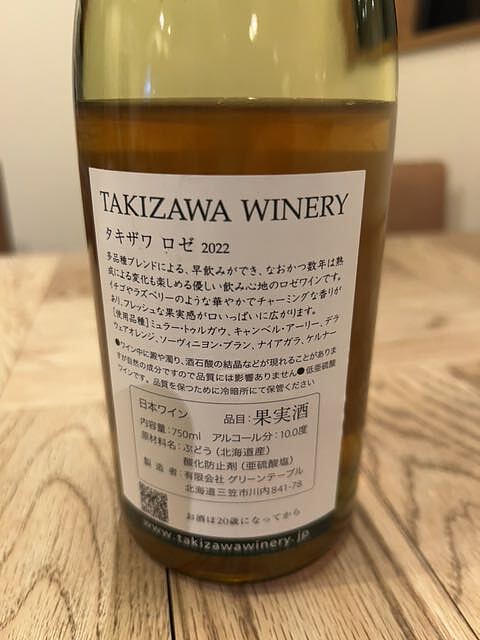 TAKIZAWA WINERY
タキザワ ロゼ 2022
多品種ブレンドによる、早飲みができ、なおかつ数年は熟
成による変化も楽しめる優しい飲み心地のロゼワインです。
イチゴやラズベリーのような華やかでチャーミングな香りが
あり、フレッシュな果実感が口いっぱいに広がります。
[使用品種]ミュラー・トゥルガウ、キャンベル・アーリー、デラ
ウェアオレンジ、ソーヴィニヨン・ブラン、ナイアガラ、ケルナー
●ワイン中に澱や濁り、酒石酸の結晶などが現れることがありま
すが自然の成分ですので品質には影響ありません●低亜硫酸
ワインです。品質を保つために冷暗所にて保管ください
日本ワイン 品目:果実酒
内容量:750ml アルコール分:10.0度
原材料名:ぶどう(北海道産)
酸化防止剤(亜硫酸塩)
製造者:有限会社 グリーンテーブル
北海道三笠市川内841-78
お酒は20歳になってから
www.takizawawinery.jp